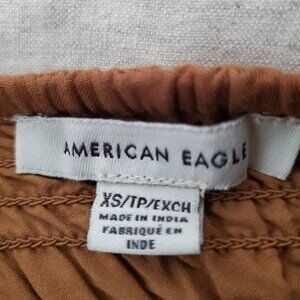 AMERICAN EAGLE
XS/TP/EXCH
MADE IN INDIA
FABRIQUÉ EN
INDE